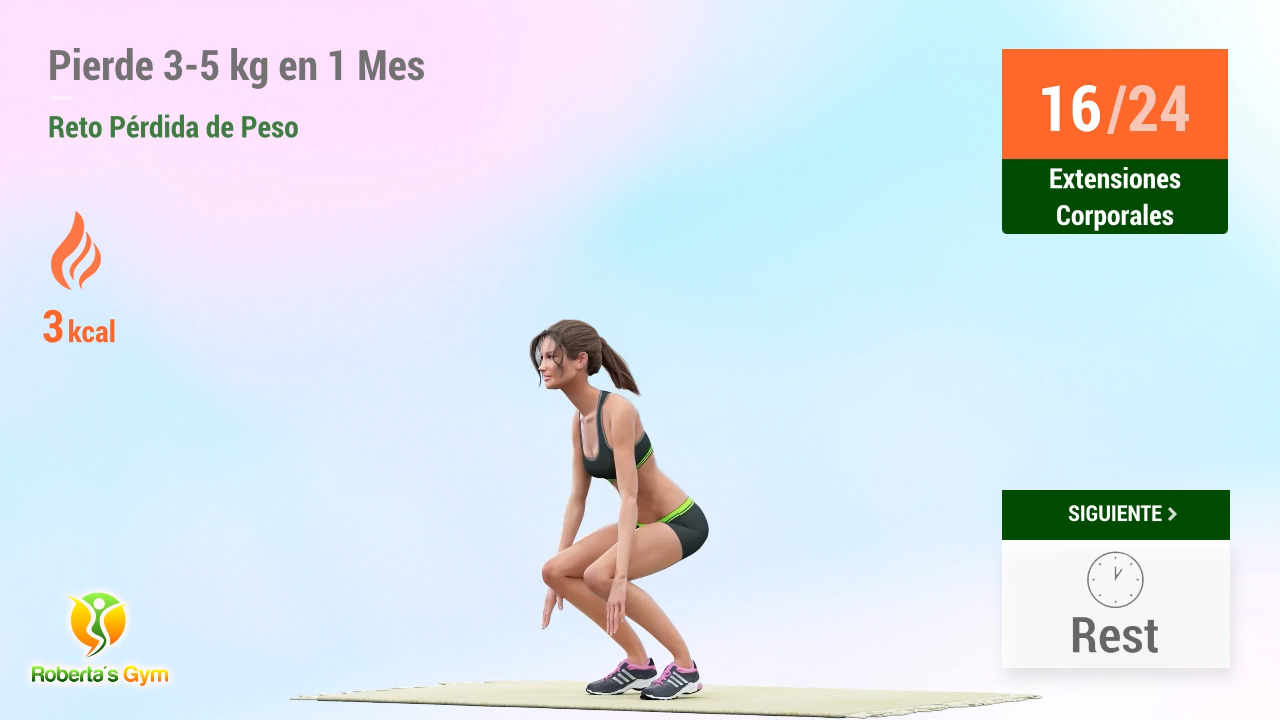 Pierde 3-5 kg en 1 Mes
Reto Pérdida de Peso
16/24
Extensiones
Corporales
3 kcal
SIGUIENTE >
Rest
Roberta´s Gym